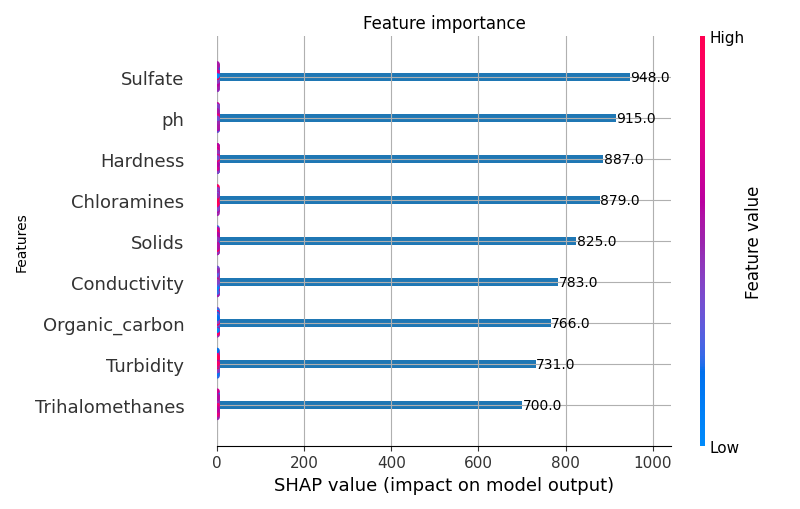 Feature importance
High
Sulfate 948.0
ph 915.0
Hardness 887.0
Chloramines 879.0
Solids 825.0
Conductivity 783.0
Organic_carbon 766.0
Turbidity 731.0
Trihalomethanes 700.0
Features
Feature value
Low
0 200 400 600 800 1000
SHAP value (impact on model output)